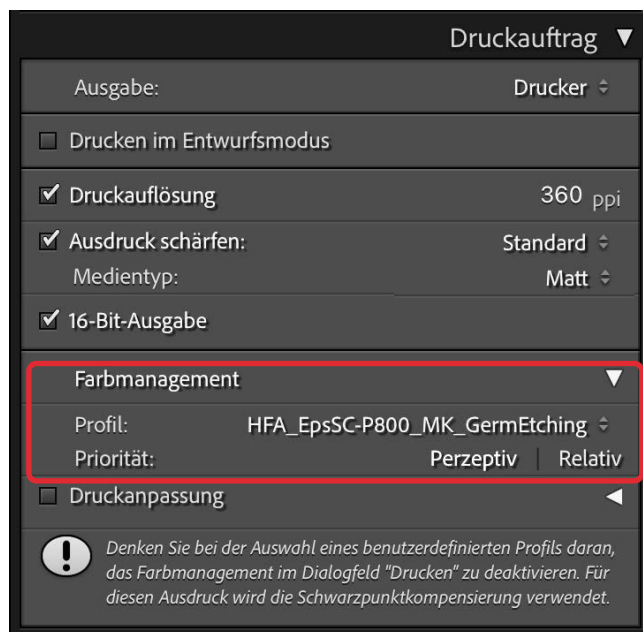 Druckauftrag
Ausgabe: Drucker
Drucken im Entwurfsmodus
Druckauflösung 360 ppi
Ausdruck schärfen: Standard
Medientyp: Matt
16-Bit-Ausgabe
Farbmanagement
Profil: HFA_EpsSC-P800_MK_GermEtching
Priorität: Perzeptiv Relativ
Druckanpassung
Denken Sie bei der Auswahl eines benutzerdefinierten Profils daran,
das Farbmanagement im Dialogfeld "Drucken" zu deaktivieren. Für
diesen Ausdruck wird die Schwarzpunktkompensierung verwendet.